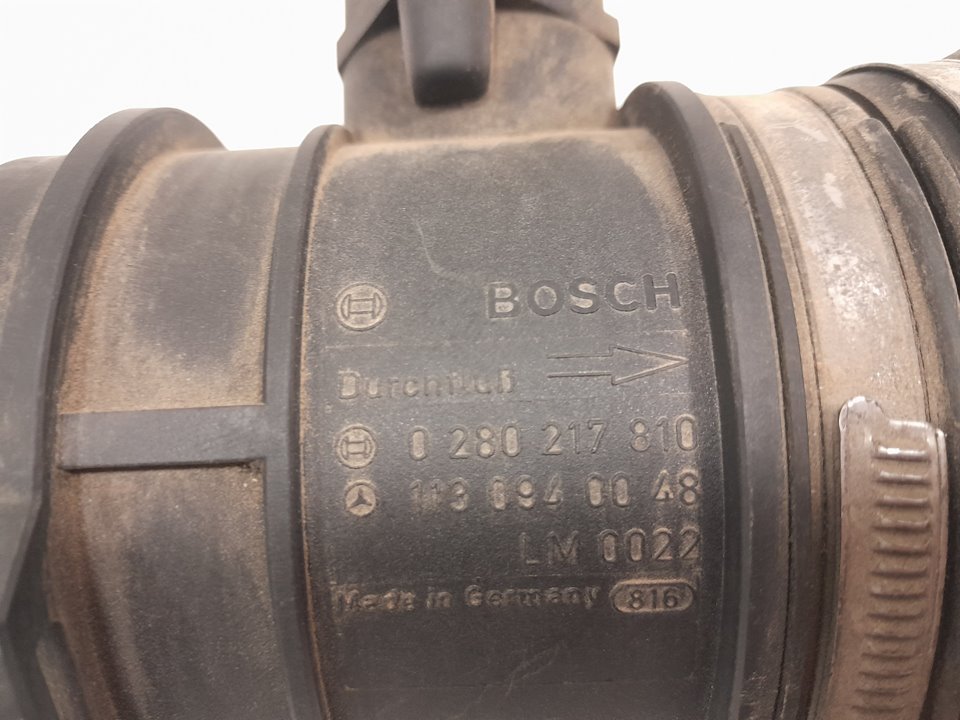 BOSCH
Durchfluß
0 280 217 810
113 094 00 48
LM 0022
Made in Germany 816